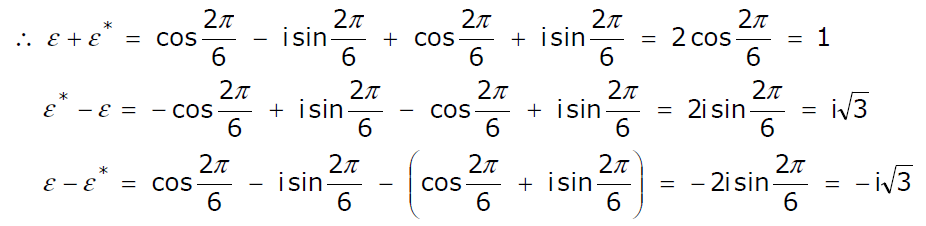 ∴ ε + ε* = cos 2π/6 − i sin 2π/6 + cos 2π/6 + i sin 2π/6 = 2 cos 2π/6 = 1
ε* − ε = − cos 2π/6 + i sin 2π/6 − cos 2π/6 + i sin 2π/6 = 2i sin 2π/6 = i√3
ε − ε* = cos 2π/6 − i sin 2π/6 − (cos 2π/6 + i sin 2π/6) = −2i sin 2π/6 = −i√3